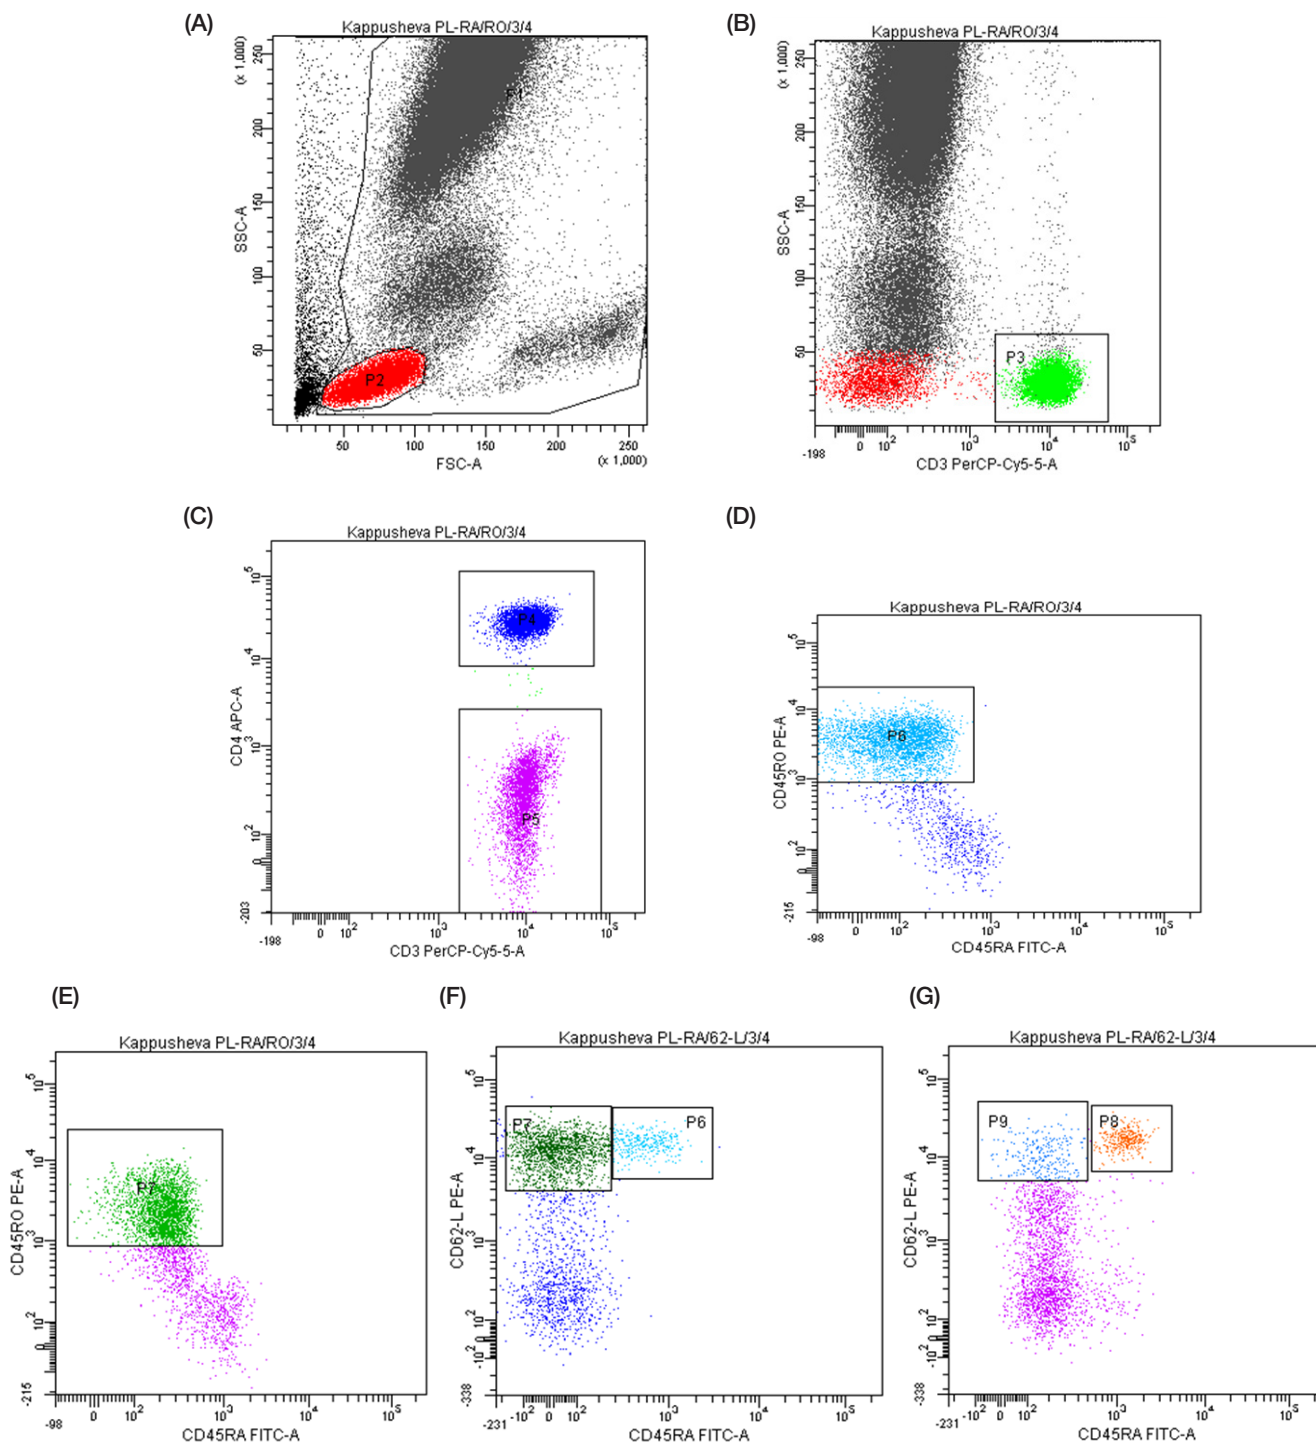 (A)
Kappusheva PL-RA/RO/3/4
(x 1,000)
250
200
150
100
50
SSC-A
P1
P2
50 100 150 200 250
FSC-A (x 1,000)
(B)
Kappusheva PL-RA/RO/3/4
(x 1,000)
250
200
150
100
50
SSC-A
P3
-198 0 10^2 10^3 10^4 10^5
CD3 PerCP-Cy5-5-A
(C)
Kappusheva PL-RA/RO/3/4
10^5
10^4
10^3
10^2
0
-203
CD4 APC-A
P4
P5
-198 0 10^2 10^3 10^4 10^5
CD3 PerCP-Cy5-5-A
(D)
Kappusheva PL-RA/RO/3/4
10^5
10^4
10^3
10^2
0
-215
CD45RO PE-A
P6
-98 0 10^2 10^3 10^4 10^5
CD45RA FITC-A
(E)
Kappusheva PL-RA/RO/3/4
10^5
10^4
10^3
10^2
0
-215
CD45RO PE-A
P7
-98 0 10^2 10^3 10^4 10^5
CD45RA FITC-A
(F)
Kappusheva PL-RA/62-L/3/4
10^5
10^4
10^3
10^2
0
-10^2
-338
CD62-L PE-A
P7 P6
-231 -10^2 0 10^2 10^3 10^4 10^5
CD45RA FITC-A
(G)
Kappusheva PL-RA/62-L/3/4
10^5
10^4
10^3
10^2
0
-10^2
-338
CD62-L PE-A
P9 P8
-231 -10^2 0 10^2 10^3 10^4 10^5
CD45RA FITC-A